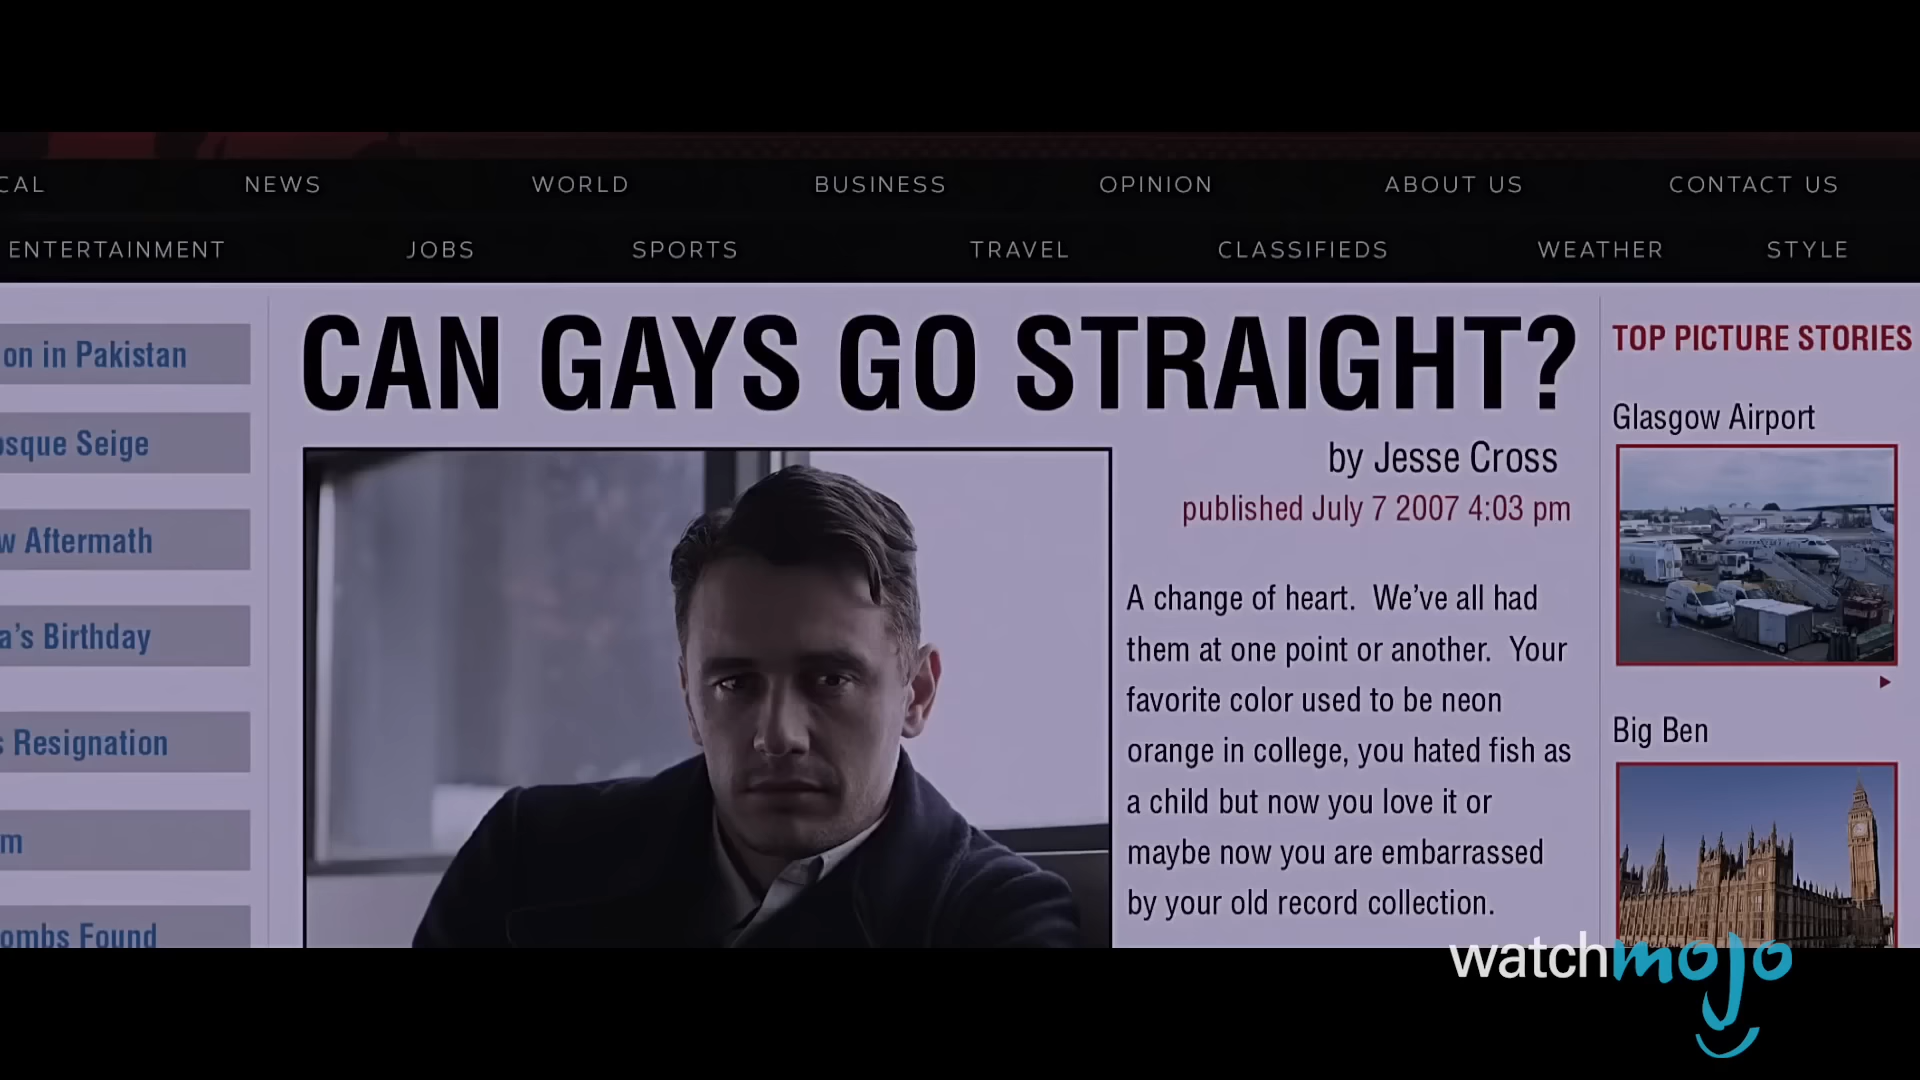 CAL NEWS WORLD BUSINESS OPINION ABOUT US CONTACT US
ENTERTAINMENT JOBS SPORTS TRAVEL CLASSIFIEDS WEATHER STYLE
on in Pakistan
osque Seige
w Aftermath
a's Birthday
s Resignation
m
ombs Found
CAN GAYS GO STRAIGHT?
by Jesse Cross
published July 7 2007 4:03 pm
A change of heart. We've all had
them at one point or another. Your
favorite color used to be neon
orange in college, you hated fish as
a child but now you love it or
maybe now you are embarrassed
by your old record collection.
TOP PICTURE STORIES
Glasgow Airport
Big Ben
watchmojo